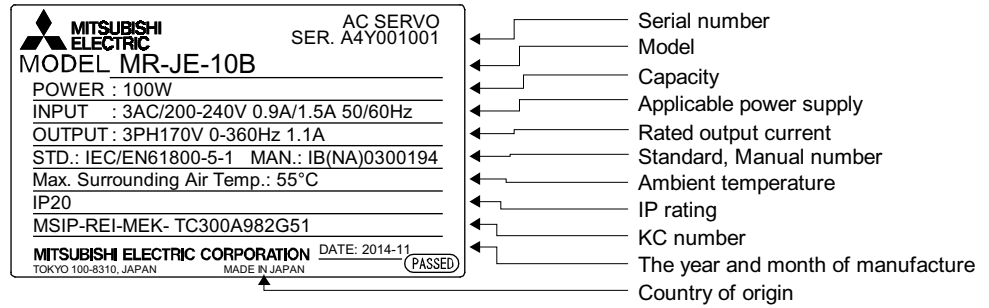 MITSUBISHI ELECTRIC
AC SERVO
SER. A4Y001001
MODEL MR-JE-10B
POWER : 100W
INPUT : 3AC/200-240V 0.9A/1.5A 50/60Hz
OUTPUT : 3PH170V 0-360Hz 1.1A
STD.: IEC/EN61800-5-1 MAN.: IB(NA)0300194
Max. Surrounding Air Temp.: 55°C
IP20
MSIP-REI-MEK- TC300A982G51
MITSUBISHI ELECTRIC CORPORATION DATE: 2014-11
TOKYO 100-8310, JAPAN MADE IN JAPAN
PASSED
Serial number
Model
Capacity
Applicable power supply
Rated output current
Standard, Manual number
Ambient temperature
IP rating
KC number
The year and month of manufacture
Country of origin